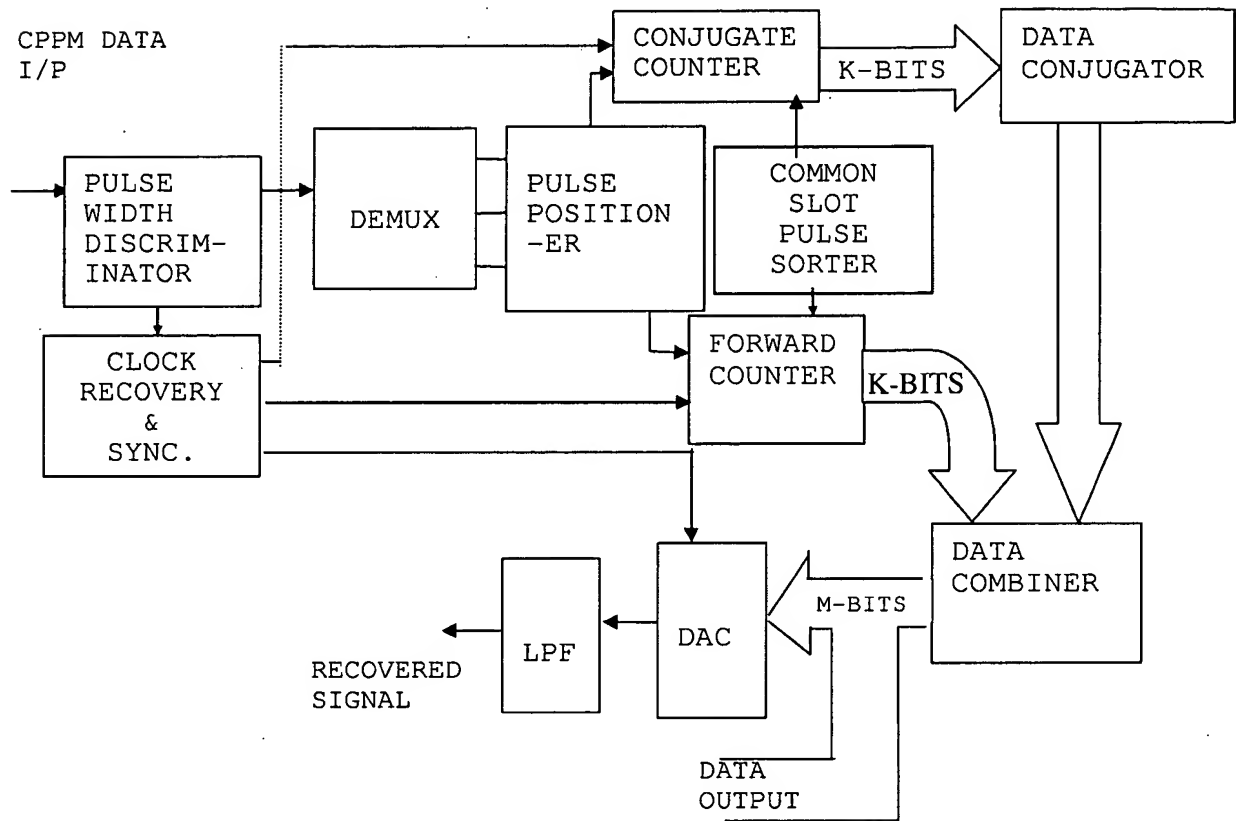 CPPM DATA
I/P
CONJUGATE
COUNTER
K-BITS
DATA
CONJUGATOR
PULSE
WIDTH
DISCRIM-
INATOR
DEMUX
PULSE
POSITION
-ER
COMMON
SLOT
PULSE
SORTER
CLOCK
RECOVERY
&
SYNC.
FORWARD
COUNTER
K-BITS
DATA
COMBINER
M-BITS
DAC
LPF
RECOVERED
SIGNAL
DATA
OUTPUT